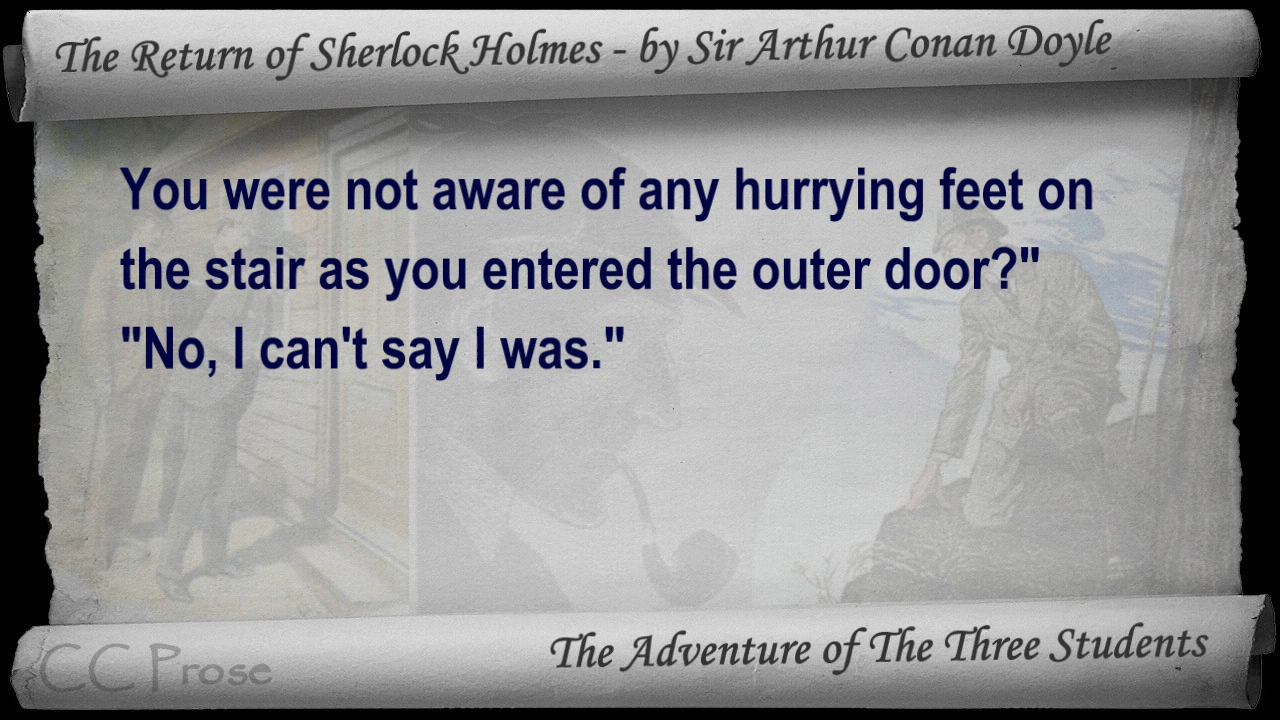 The Return of Sherlock Holmes - by Sir Arthur Conan Doyle
You were not aware of any hurrying feet on
the stair as you entered the outer door?"
"No, I can't say I was."
The Adventure of The Three Students
CC Prose